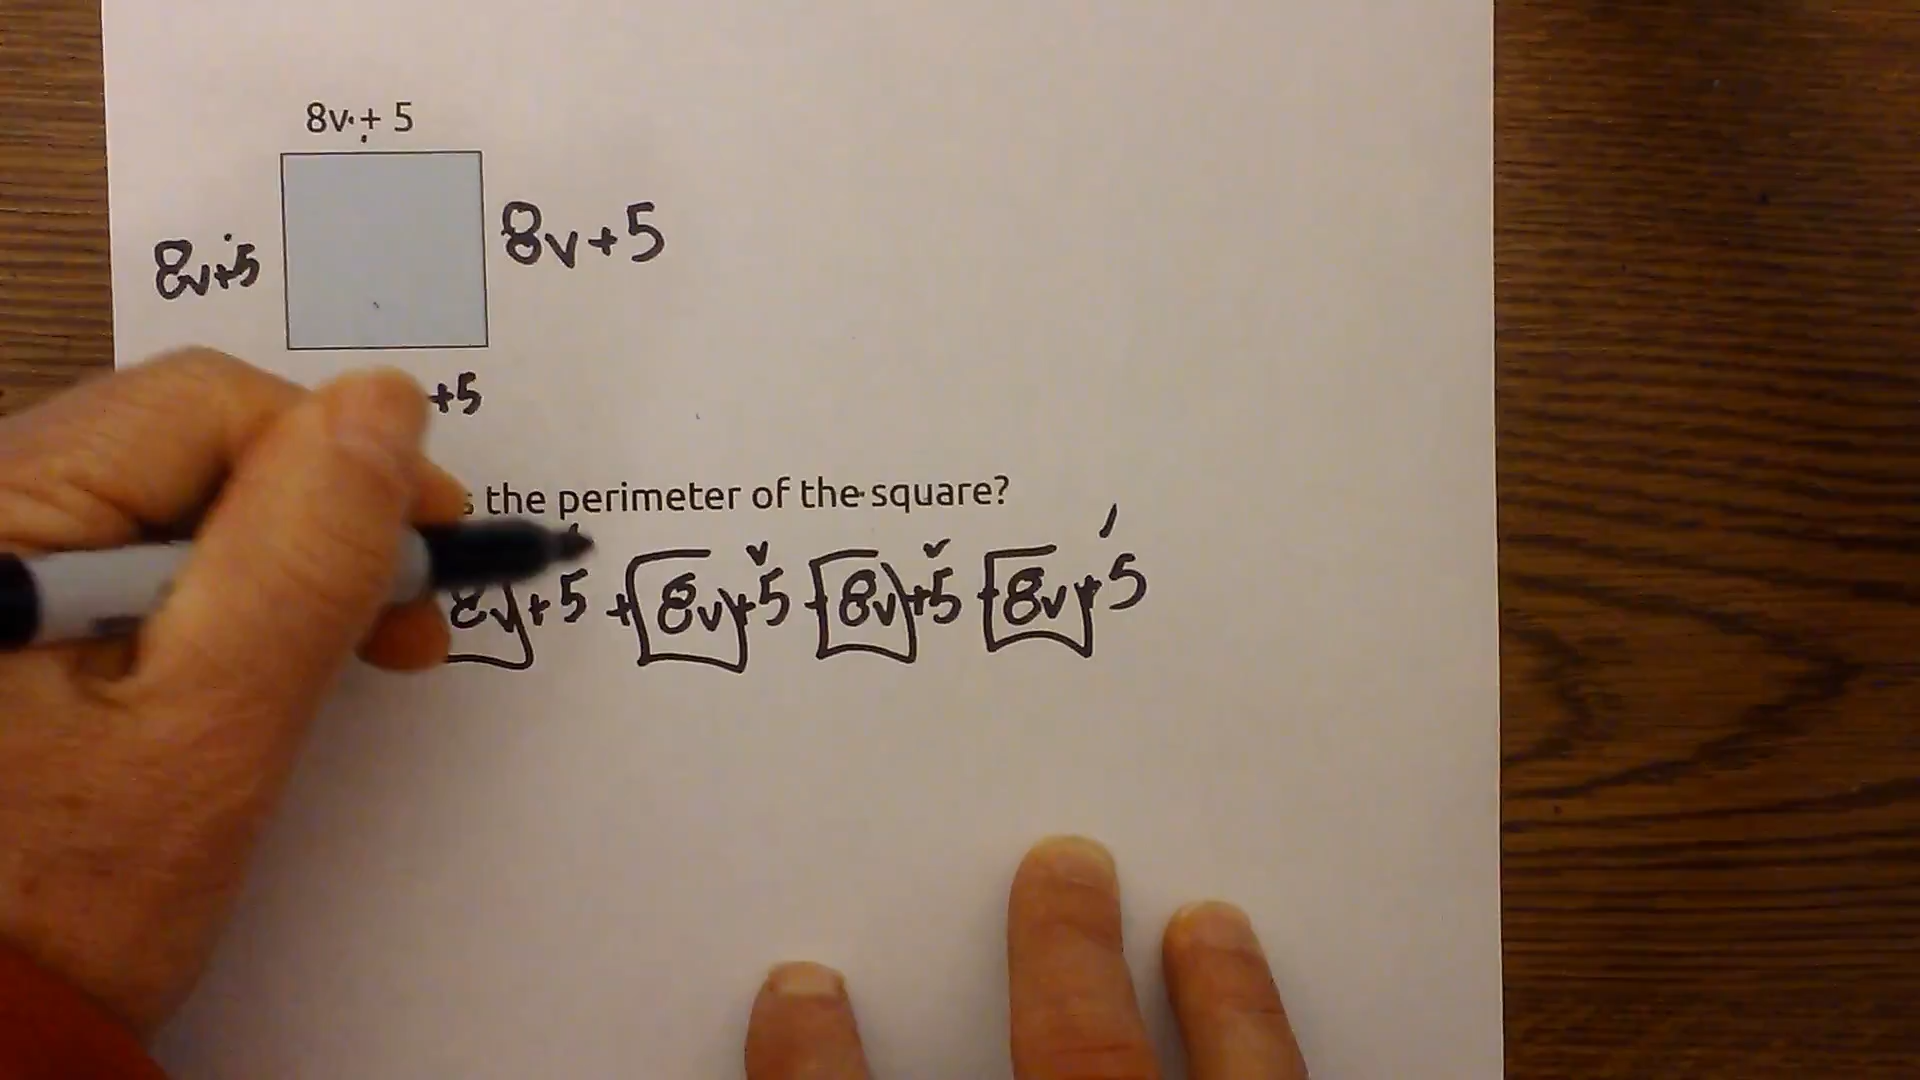 8v + 5
8v+5
8v+5
+5
s the perimeter of the square?
8v+5 +8v+5 +8v+5 +8v+5